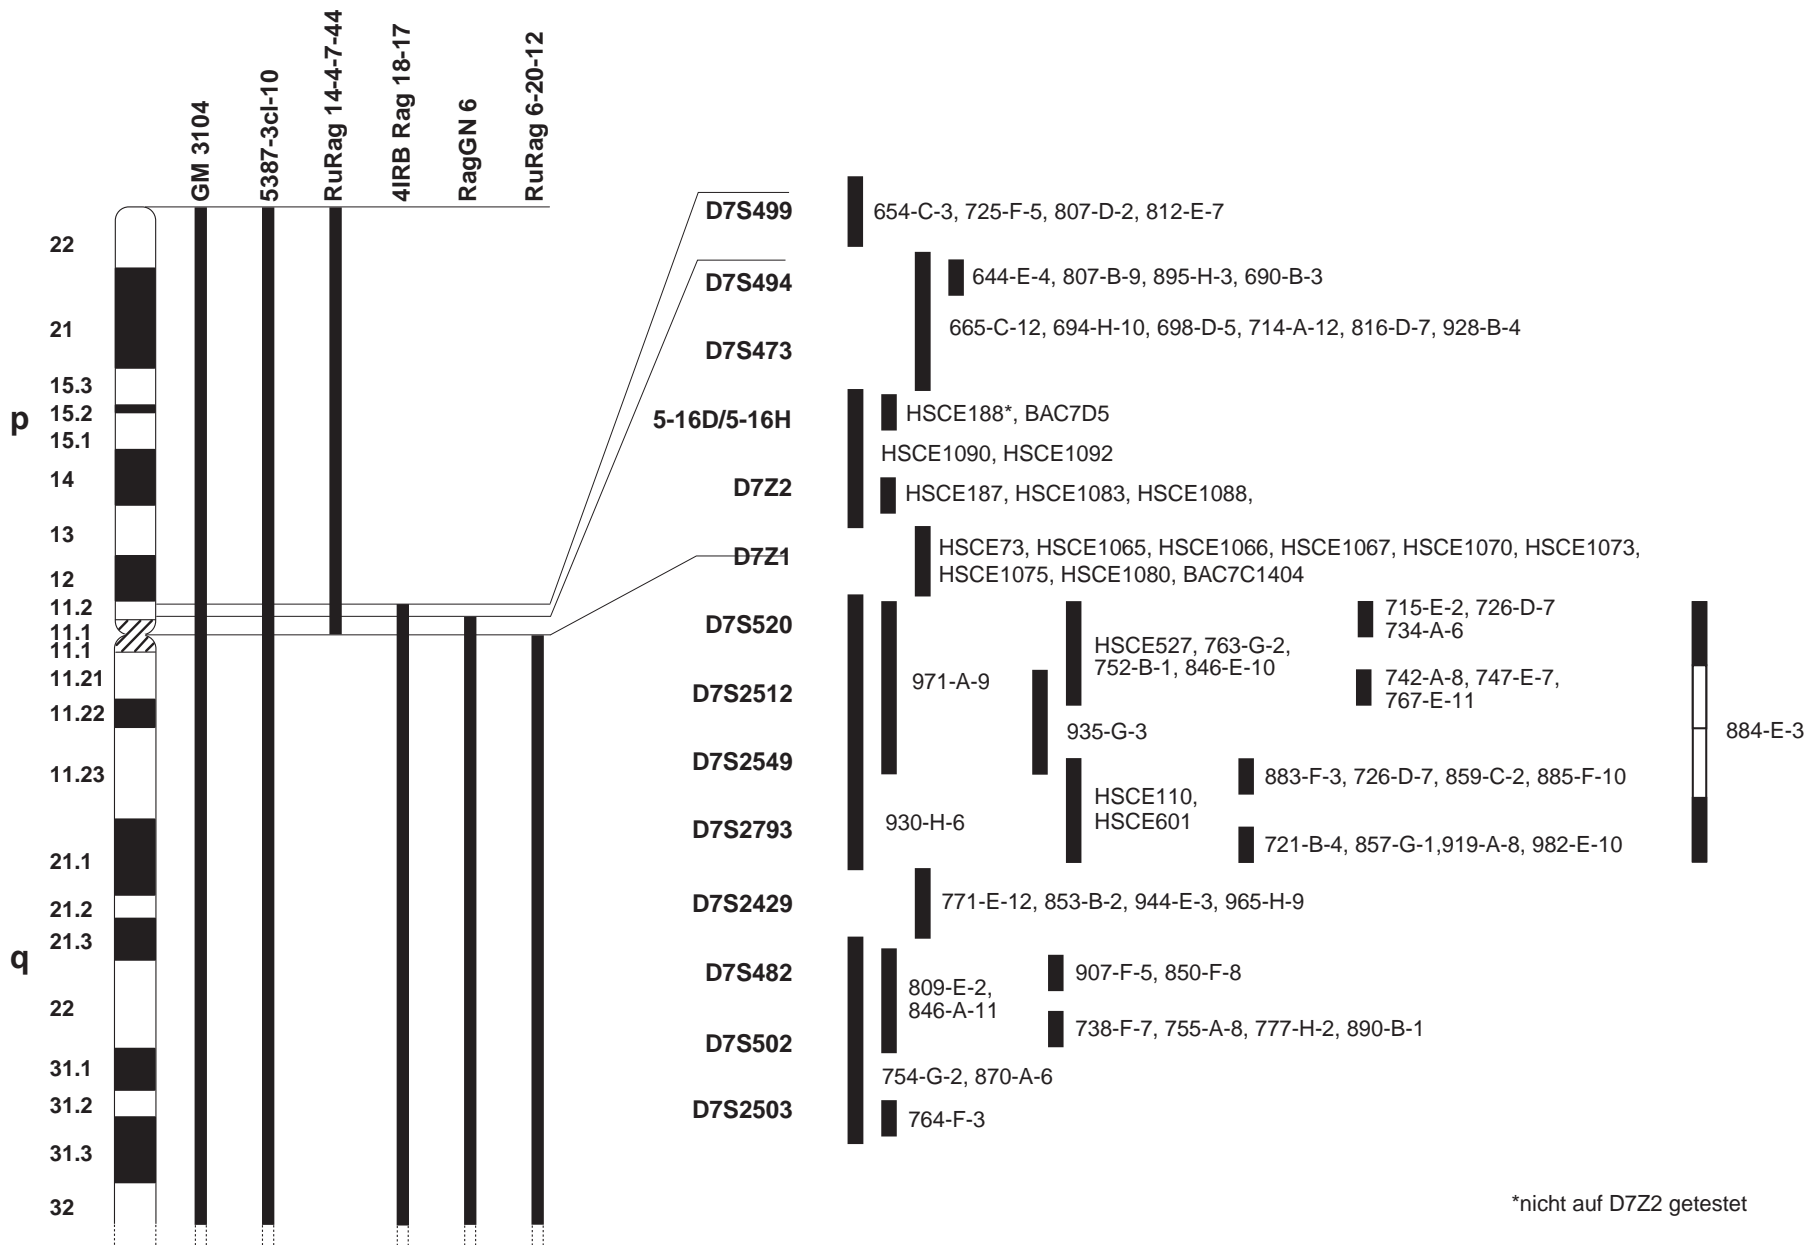 GM 3104
5387-3cl-10
RuRag 14-4-7-44
4IRB Rag 18-17
RagGN 6
RuRag 6-20-12
p
22
21
15.3
15.2
15.1
14
13
12
11.2
11.1
q
11.1
11.21
11.22
11.23
21.1
21.2
21.3
22
31.1
31.2
31.3
32
D7S499
D7S494
D7S473
5-16D/5-16H
D7Z2
D7Z1
D7S520
D7S2512
D7S2549
D7S2793
D7S2429
D7S482
D7S502
D7S2503
654-C-3, 725-F-5, 807-D-2, 812-E-7
644-E-4, 807-B-9, 895-H-3, 690-B-3
665-C-12, 694-H-10, 698-D-5, 714-A-12, 816-D-7, 928-B-4
HSCE188*, BAC7D5
HSCE1090, HSCE1092
HSCE187, HSCE1083, HSCE1088,
HSCE73, HSCE1065, HSCE1066, HSCE1067, HSCE1070, HSCE1073,
HSCE1075, HSCE1080, BAC7C1404
971-A-9
HSCE527, 763-G-2,
752-B-1, 846-E-10
715-E-2, 726-D-7
734-A-6
742-A-8, 747-E-7,
767-E-11
935-G-3
884-E-3
883-F-3, 726-D-7, 859-C-2, 885-F-10
HSCE110,
HSCE601
930-H-6
721-B-4, 857-G-1,919-A-8, 982-E-10
771-E-12, 853-B-2, 944-E-3, 965-H-9
809-E-2,
846-A-11
907-F-5, 850-F-8
738-F-7, 755-A-8, 777-H-2, 890-B-1
754-G-2, 870-A-6
764-F-3
*nicht auf D7Z2 getestet